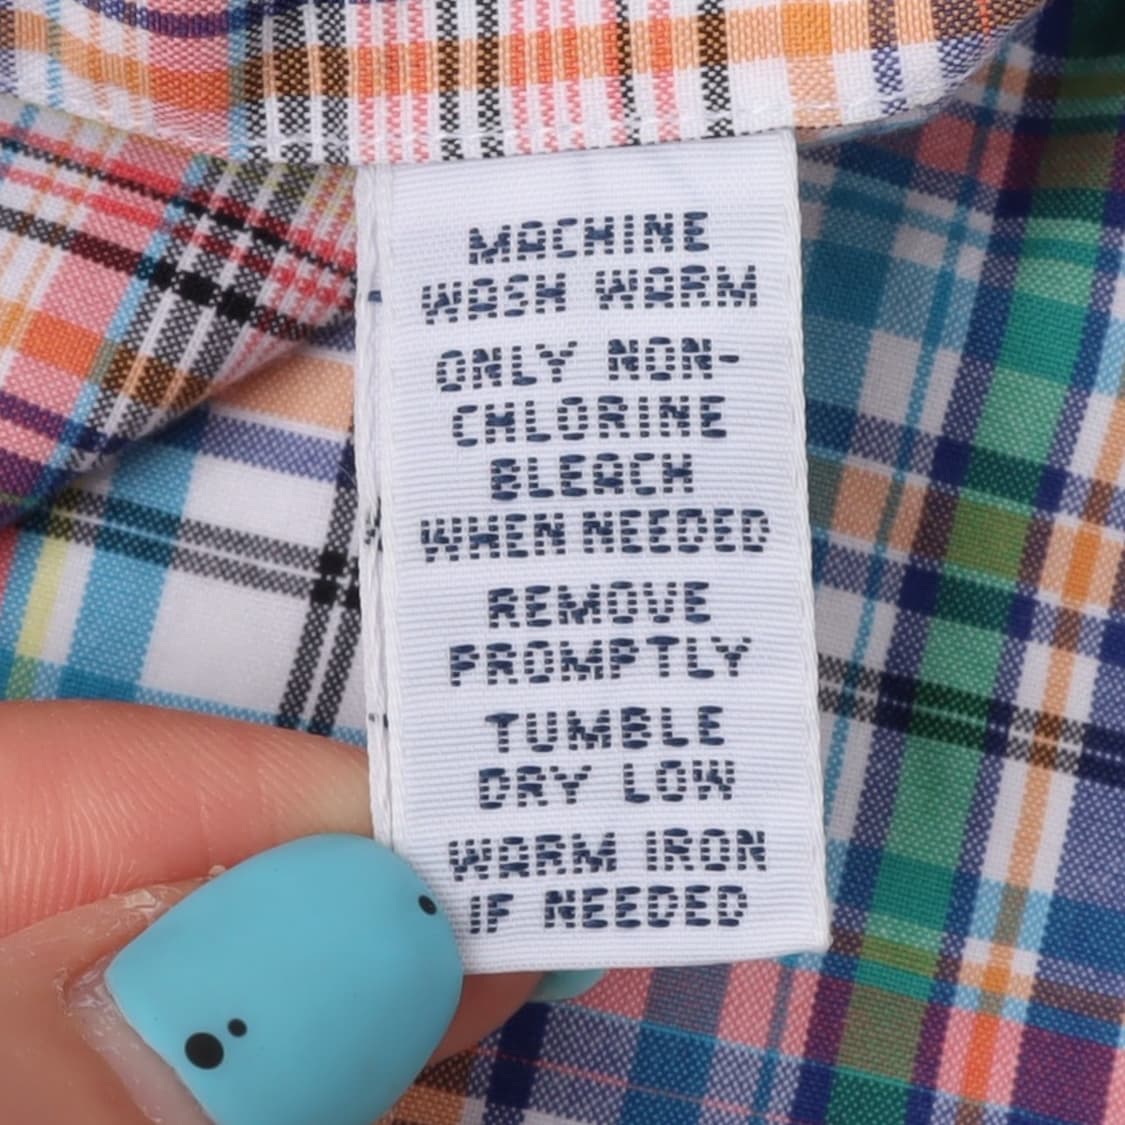 MACHINE
WASH WARM
ONLY NON-
CHLORINE
BLEACH
WHEN NEEDED
REMOVE
PROMPTLY
TUMBLE
DRY LOW
WARM IRON
IF NEEDED